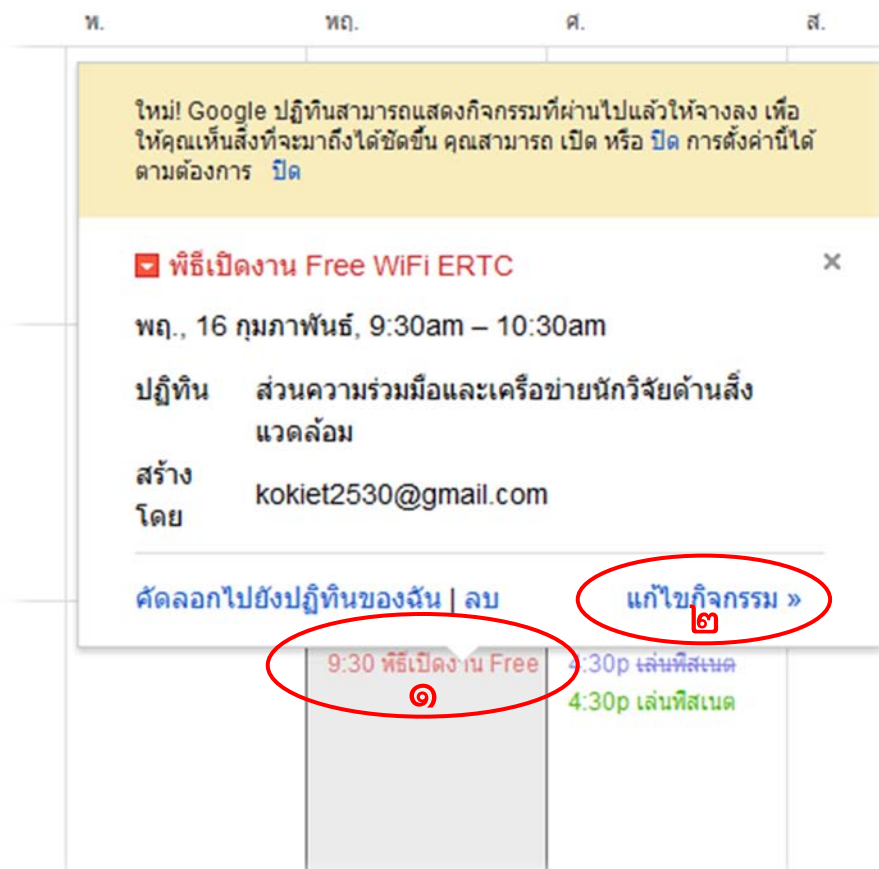 พ. พฤ. ศ. ส.
ใหม่! Google ปฏิทินสามารถแสดงกิจกรรมที่ผ่านไปแล้วให้จางลง เพื่อ
ให้คุณเห็นสิ่งที่จะมาถึงได้ชัดขึ้น คุณสามารถ เปิด หรือ ปิด การตั้งค่านี้ได้
ตามต้องการ ปิด
พิธีเปิดงาน Free WiFi ERTC ×
พฤ., 16 กุมภาพันธ์, 9:30am – 10:30am
ปฏิทิน ส่วนความร่วมมือและเครือข่ายนักวิจัยด้านสิ่ง
แวดล้อม
สร้าง
โดย kokiet2530@gmail.com
คัดลอกไปยังปฏิทินของฉัน | ลบ แก้ไขกิจกรรม »
๒
9:30 พิธีเปิดงาน Free 4:30p เล่นพีสเนต
๑
4:30p เล่นพีสเนต